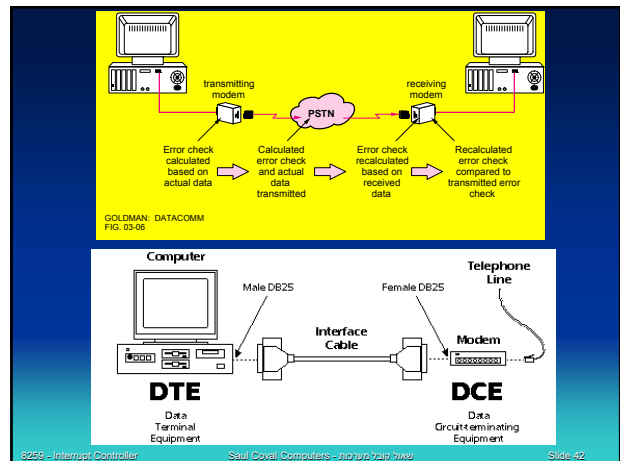 transmitting
modem
PSTN
receiving
modem
Error check
calculated
based on
actual data
Calculated
error check
and actual
data
transmitted
Error check
recalculated
based on
received
data
Recalculated
error check
compared to
transmitted error
check
GOLDMAN: DATACOMM
FIG. 03-06
Computer
Male DB25
Female DB25
Telephone
Line
Interface
Cable
Modem
DTE
Data
Terminal
Equipment
DCE
Data
Circuit-terminating
Equipment
8259 - Interrupt Controller
Saul Coval Computers - שאול קובל מערכות
Slide 42